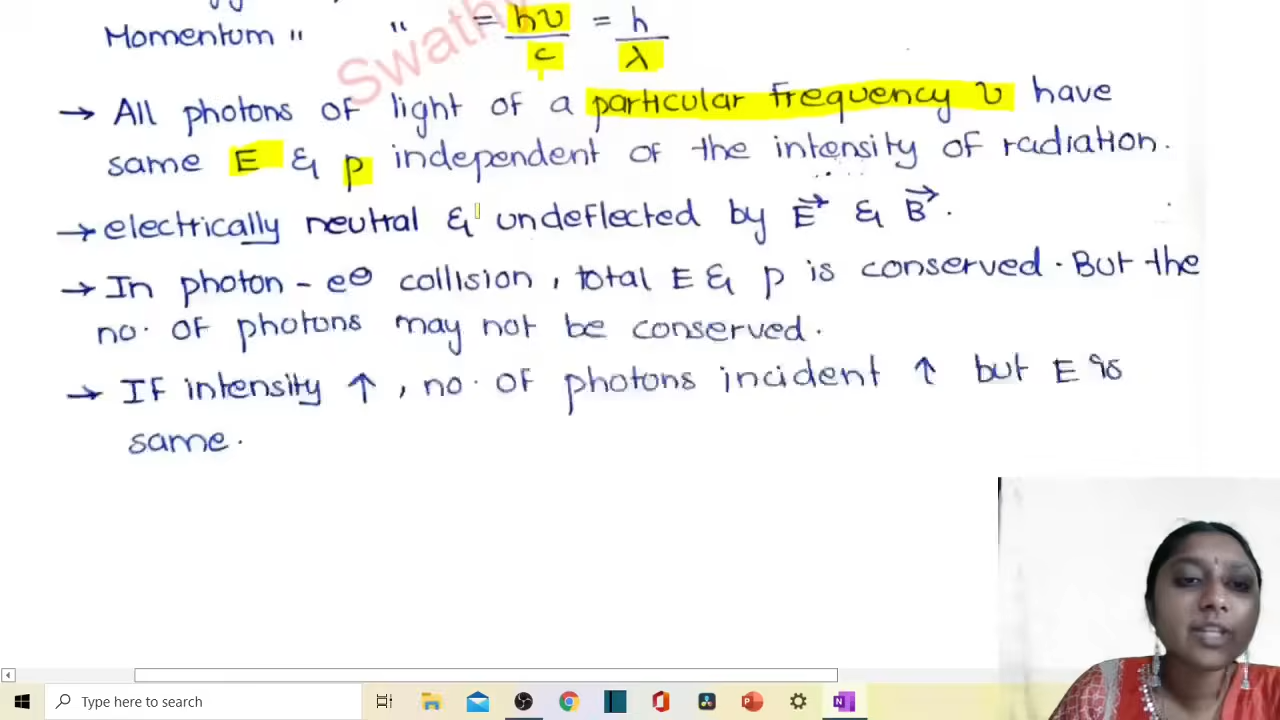 Momentum " " = hν/c = h/λ
Swathy
→ All photons of light of a particular frequency ν have
same E & p independent of the intensity of radiation.
→ electrically neutral & undeflected by E⃗ & B⃗.
→ In photon - e⊖ collision, total E & p is conserved. But the
no. of photons may not be conserved.
→ If intensity ↑, no. of photons incident ↑ but E is
same.
Type here to search